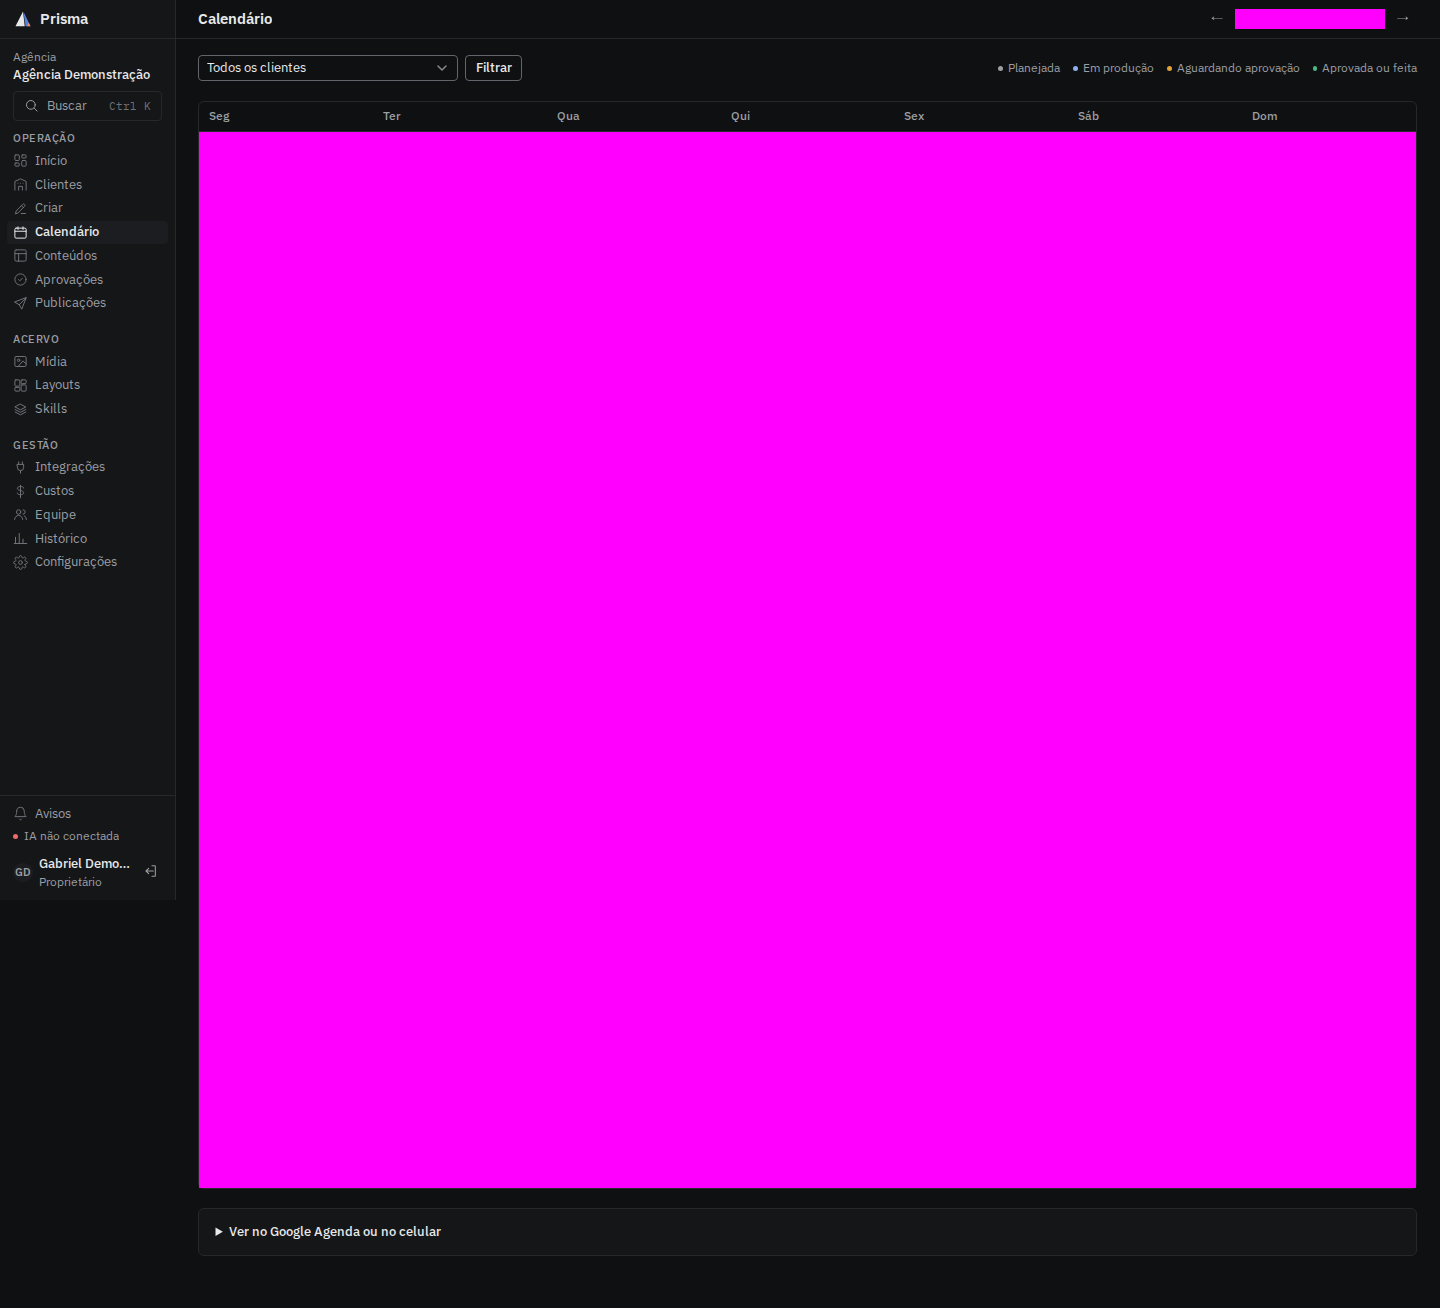 Prisma
Agência
Agência Demonstração
Buscar Ctrl K
OPERAÇÃO
Início
Clientes
Criar
Calendário
Conteúdos
Aprovações
Publicações
ACERVO
Mídia
Layouts
Skills
GESTÃO
Integrações
Custos
Equipe
Histórico
Configurações
Avisos
IA não conectada
GD Gabriel Demo...
Proprietário
Calendário ← →
Todos os clientes Filtrar Planejada Em produção Aguardando aprovação Aprovada ou feita
Seg Ter Qua Qui Sex Sáb Dom
Ver no Google Agenda ou no celular